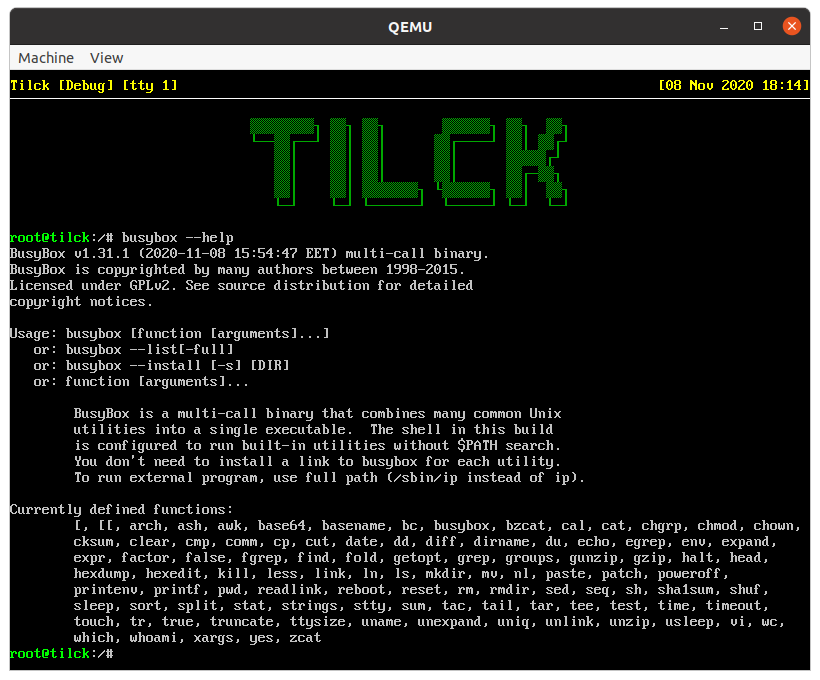 QEMU
Machine View
Tilck [Debug] [tty 1] [08 Nov 2020 18:14]
TILCK
root@tilck:/# busybox --help
BusyBox v1.31.1 (2020-11-08 15:54:47 EET) multi-call binary.
BusyBox is copyrighted by many authors between 1998-2015.
Licensed under GPLv2. See source distribution for detailed
copyright notices.
Usage: busybox [function [arguments]...]
or: busybox --list[-full]
or: busybox --install [-s] [DIR]
or: function [arguments]...
BusyBox is a multi-call binary that combines many common Unix
utilities into a single executable.  The shell in this build
is configured to run built-in utilities without $PATH search.
You don't need to install a link to busybox for each utility.
To run external program, use full path (/sbin/ip instead of ip).
Currently defined functions:
[, [[, arch, ash, awk, base64, basename, bc, busybox, bzcat, cal, cat, chgrp, chmod, chown,
cksum, clear, cmp, comm, cp, cut, date, dd, diff, dirname, du, echo, egrep, env, expand,
expr, factor, false, fgrep, find, fold, getopt, grep, groups, gunzip, gzip, halt, head,
hexdump, hexedit, kill, less, link, ln, ls, mkdir, mv, nl, paste, patch, poweroff,
printenv, printf, pwd, readlink, reboot, reset, rm, rmdir, sed, seq, sh, sha1sum, shuf,
sleep, sort, split, stat, strings, stty, sum, tac, tail, tar, tee, test, time, timeout,
touch, tr, true, truncate, ttysize, uname, unexpand, uniq, unlink, unzip, usleep, vi, wc,
which, whoami, xargs, yes, zcat
root@tilck:/#